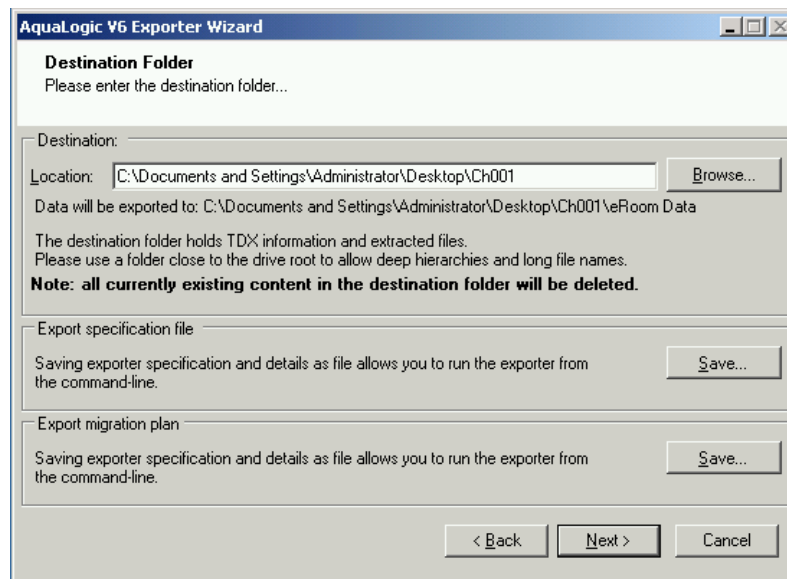 AquaLogic V6 Exporter Wizard
Destination Folder
Please enter the destination folder...
Destination:
Location: C:\Documents and Settings\Administrator\Desktop\Ch001 Browse...
Data will be exported to: C:\Documents and Settings\Administrator\Desktop\Ch001\eRoom Data
The destination folder holds TDX information and extracted files.
Please use a folder close to the drive root to allow deep hierarchies and long file names.
Note: all currently existing content in the destination folder will be deleted.
Export specification file
Saving exporter specification and details as file allows you to run the exporter from Save...
the command-line.
Export migration plan
Saving exporter specification and details as file allows you to run the exporter from Save...
the command-line.
< Back Next > Cancel